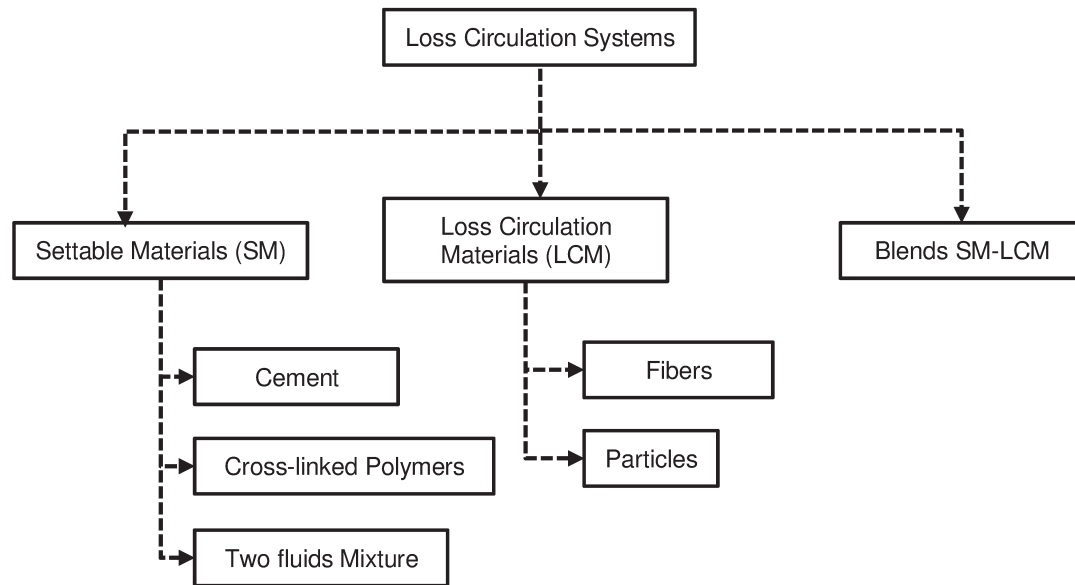 Loss Circulation Systems
Settable Materials (SM)
Loss Circulation
Materials (LCM)
Blends SM-LCM
Cement
Cross-linked Polymers
Two fluids Mixture
Fibers
Particles